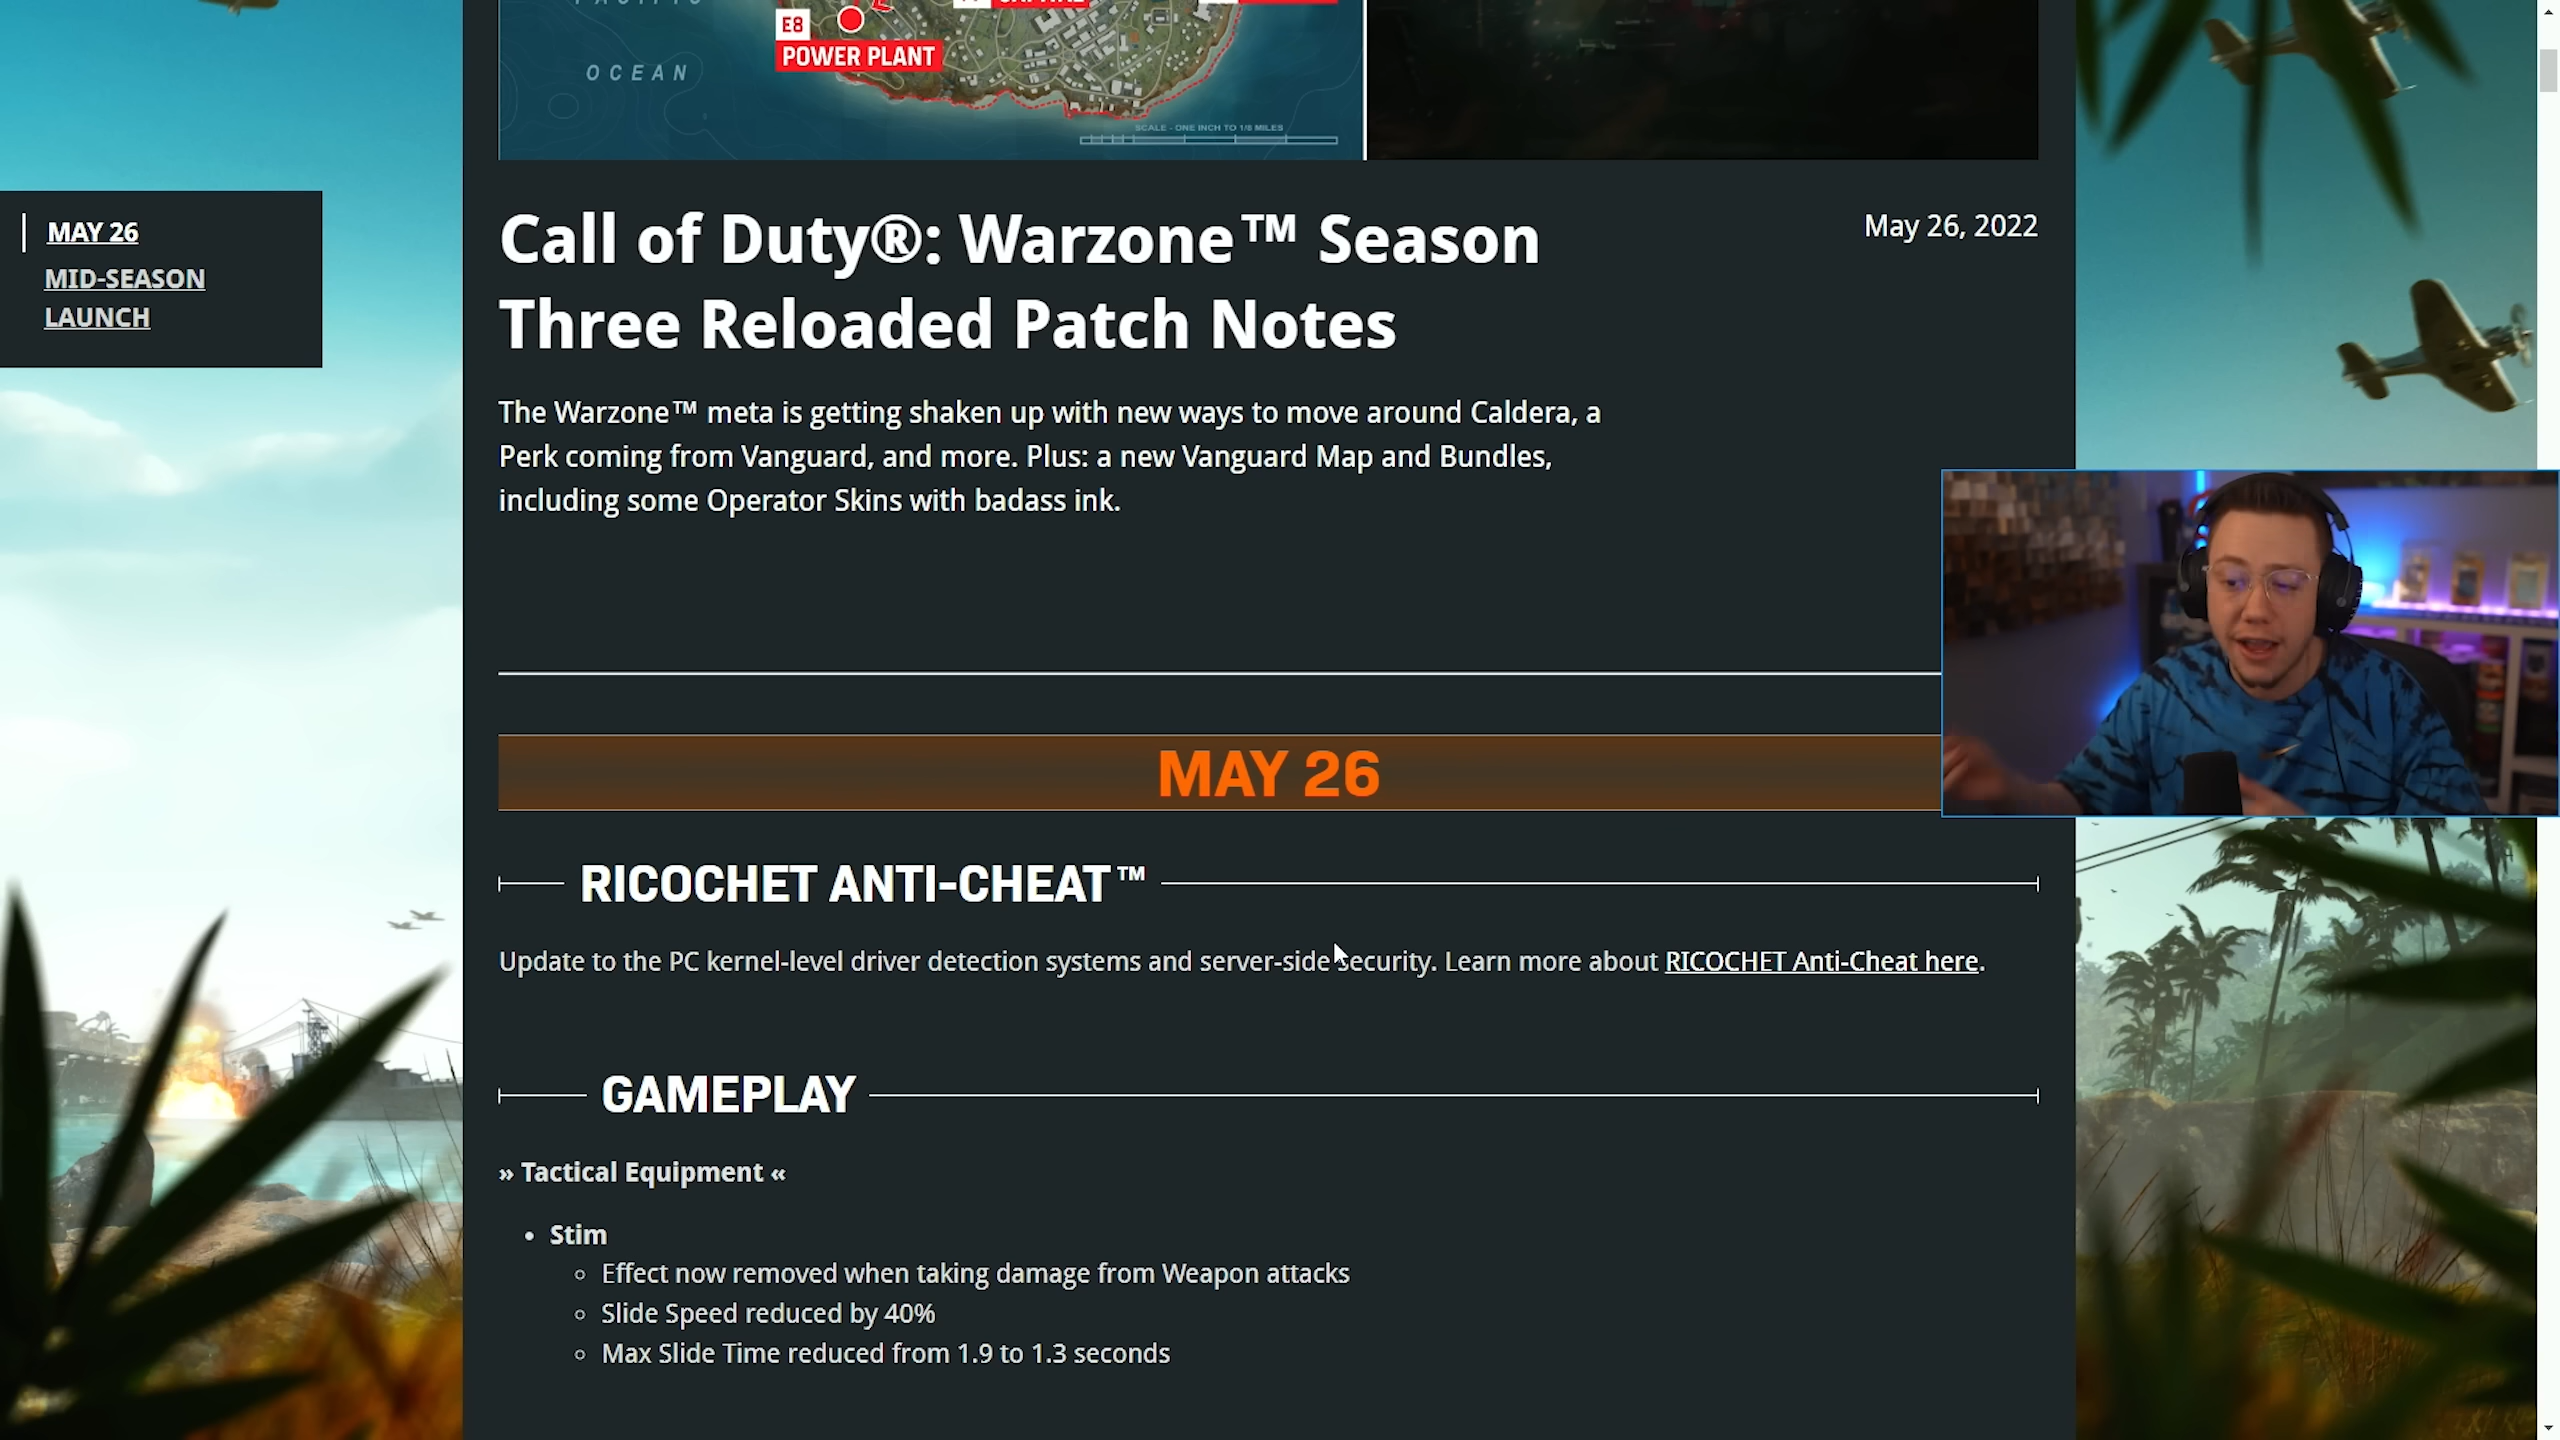 OCEAN
E8
POWER PLANT
SCALE - ONE INCH TO 1/8 MILES
MAY 26
MID-SEASON
LAUNCH
Call of Duty®: Warzone™ Season
Three Reloaded Patch Notes
May 26, 2022
The Warzone™ meta is getting shaken up with new ways to move around Caldera, a
Perk coming from Vanguard, and more. Plus: a new Vanguard Map and Bundles,
including some Operator Skins with badass ink.
MAY 26
RICOCHET ANTI-CHEAT™
Update to the PC kernel-level driver detection systems and server-side security. Learn more about RICOCHET Anti-Cheat here.
GAMEPLAY
» Tactical Equipment «
• Stim
◦ Effect now removed when taking damage from Weapon attacks
◦ Slide Speed reduced by 40%
◦ Max Slide Time reduced from 1.9 to 1.3 seconds